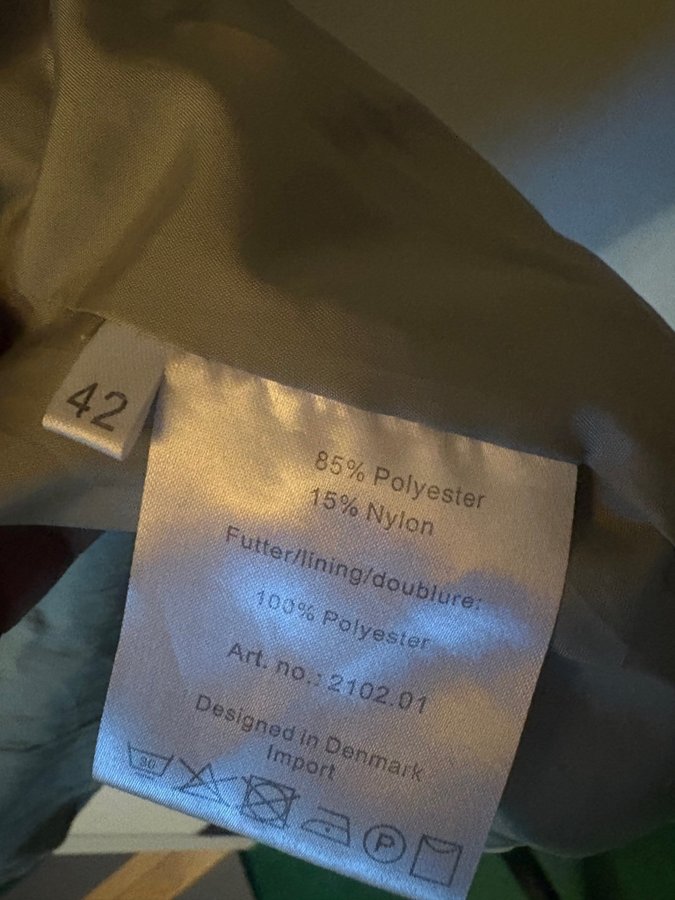 42
85% Polyester
15% Nylon
Futter/lining/doublure:
100% Polyester
Art. no.: 2102.01
Designed in Denmark
Import
P